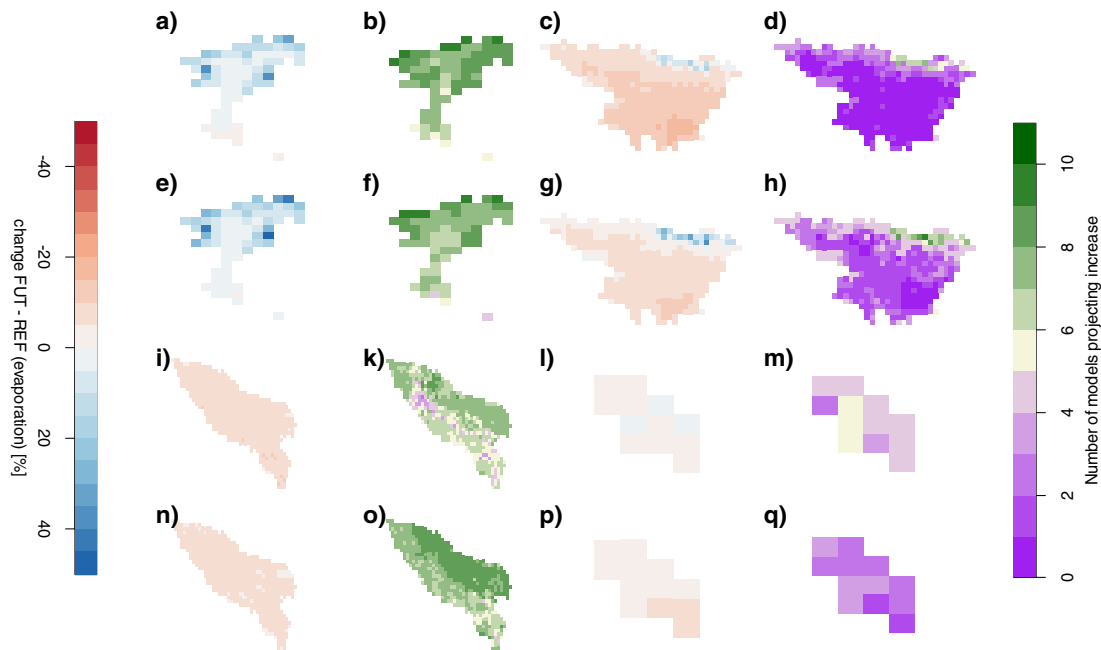 a)
b)
c)
d)
e)
f)
g)
h)
i)
k)
l)
m)
n)
o)
p)
q)
40
-20
0
20
40
change FUT - REF (evaporation) [%]
10
8
6
4
2
0
Number of models projecting increase